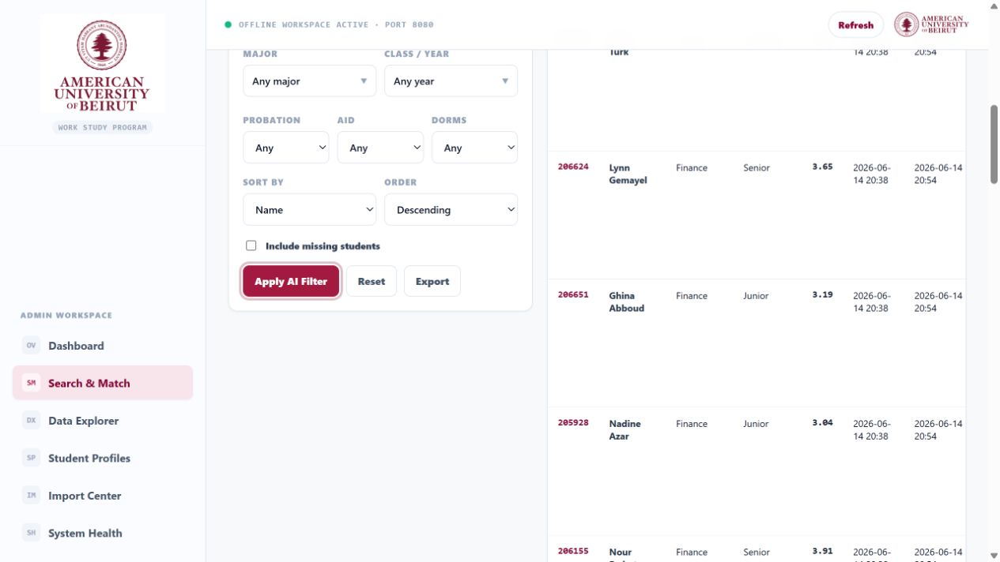 AMERICAN
UNIVERSITY
OF BEIRUT
WORK STUDY PROGRAM
ADMIN WORKSPACE
OV Dashboard
SM Search & Match
DX Data Explorer
SP Student Profiles
IM Import Center
SH System Health
OFFLINE WORKSPACE ACTIVE · PORT 8080
Refresh
AMERICAN
UNIVERSITY
OF BEIRUT
MAJOR
CLASS / YEAR
Any major
Any year
PROBATION
AID
DORMS
Any
Any
Any
SORT BY
ORDER
Name
Descending
Include missing students
Apply AI Filter
Reset
Export
Turk 14 20:38 20:54
206624 Lynn Finance Senior 3.65 2026-06- 2026-06-14
Gemayel 14 20:38 20:54
206651 Ghina Finance Junior 3.19 2026-06- 2026-06-14
Abboud 14 20:38 20:54
205928 Nadine Finance Junior 3.04 2026-06- 2026-06-14
Azar 14 20:38 20:54
206155 Nour Finance Senior 3.91 2026-06- 2026-06-14